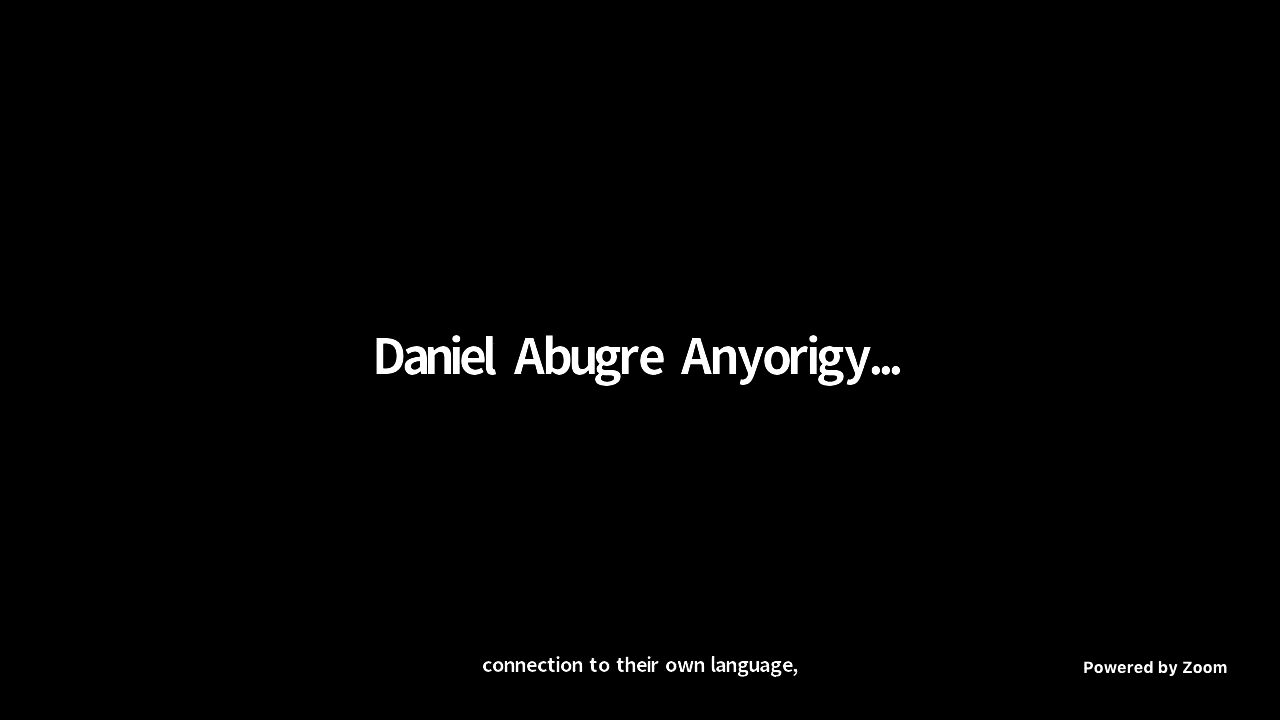 Daniel Abugre Anyorigy...
connection to their own language,
Powered by Zoom